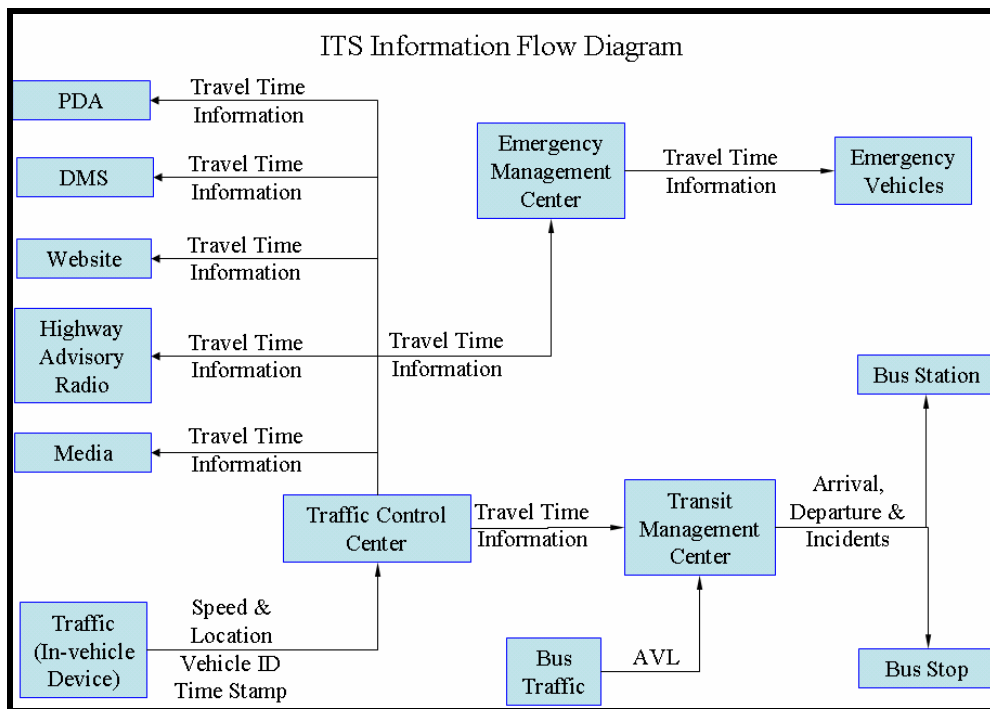 ITS Information Flow Diagram
PDA
Travel Time
Information
DMS
Travel Time
Information
Website
Travel Time
Information
Highway
Advisory
Radio
Travel Time
Information
Media
Travel Time
Information
Travel Time
Information
Emergency
Management
Center
Travel Time
Information
Emergency
Vehicles
Traffic Control
Center
Travel Time
Information
Transit
Management
Center
Arrival,
Departure &
Incidents
Bus Station
Bus Stop
Traffic
(In-vehicle
Device)
Speed &
Location
Vehicle ID
Time Stamp
Bus
Traffic
AVL